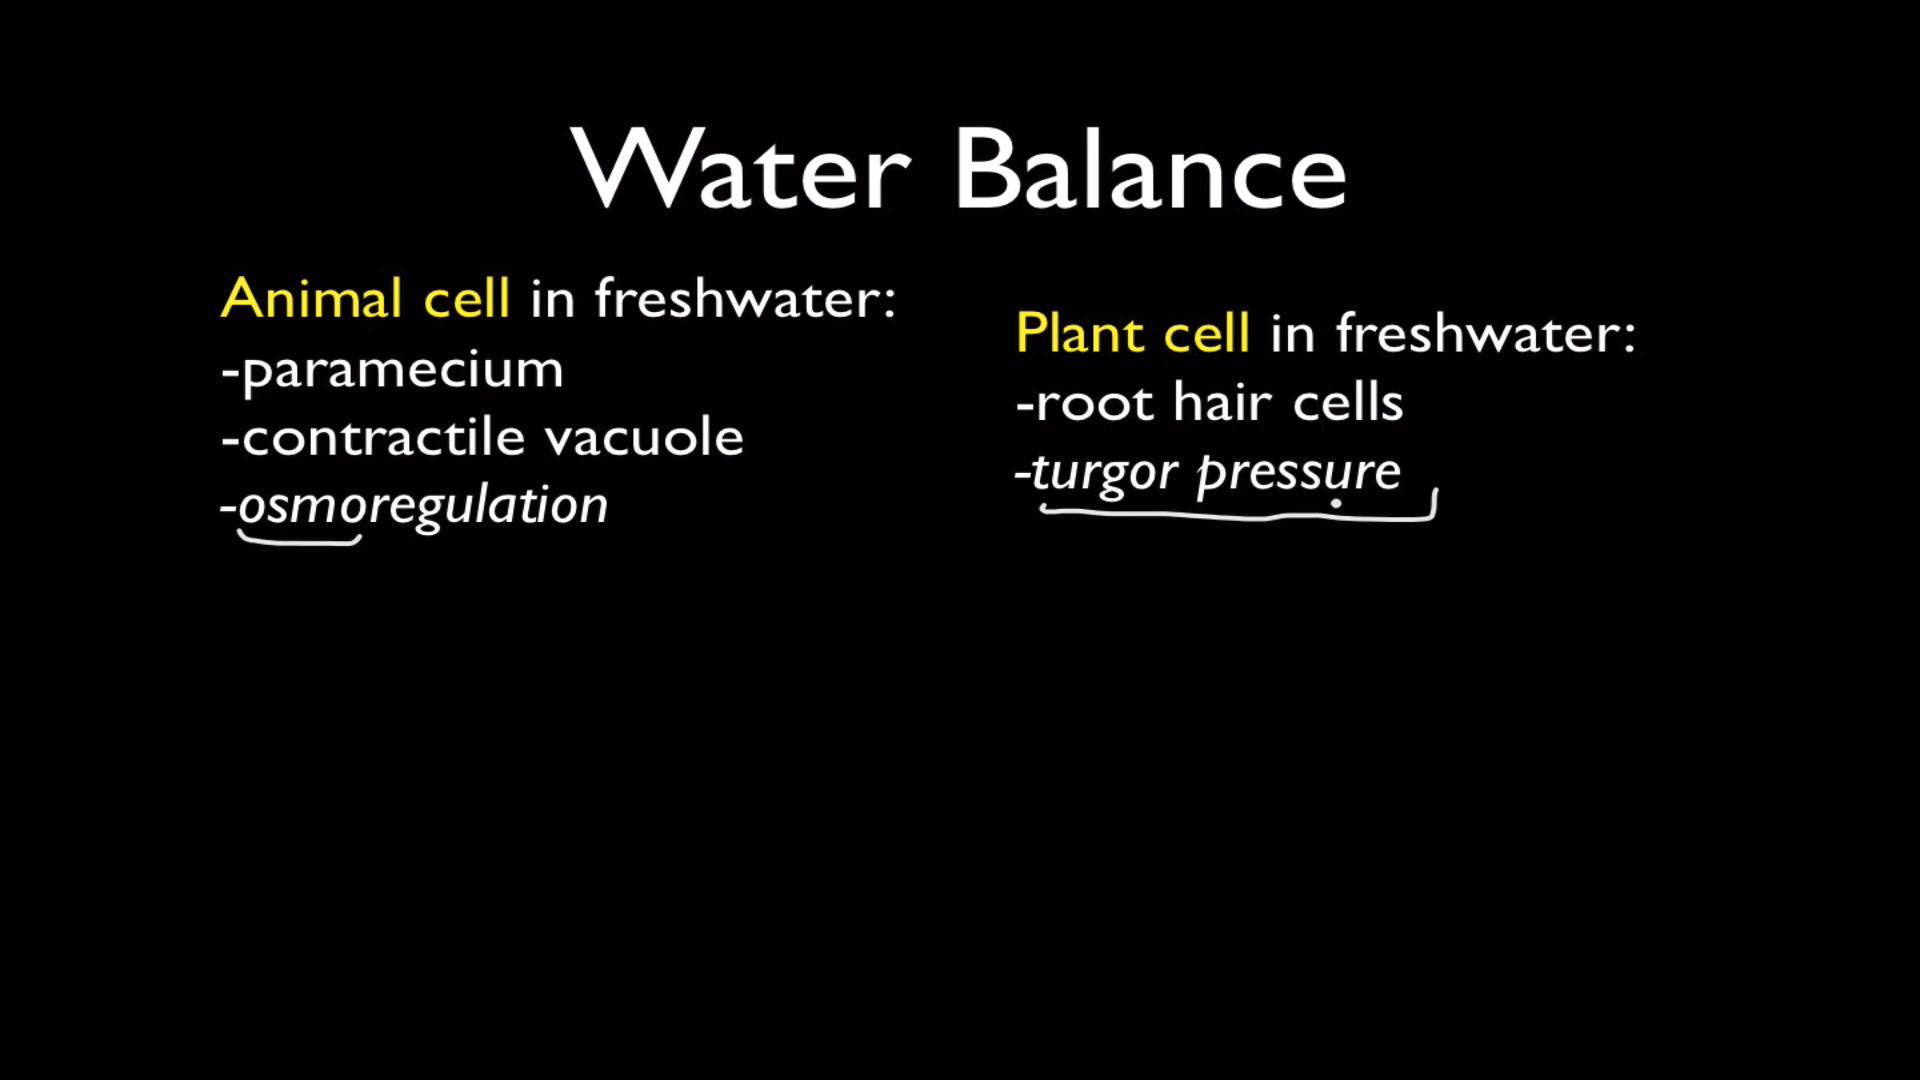 Water Balance
Animal cell in freshwater:
-paramecium
-contractile vacuole
-osmoregulation
Plant cell in freshwater:
-root hair cells
-turgor pressure